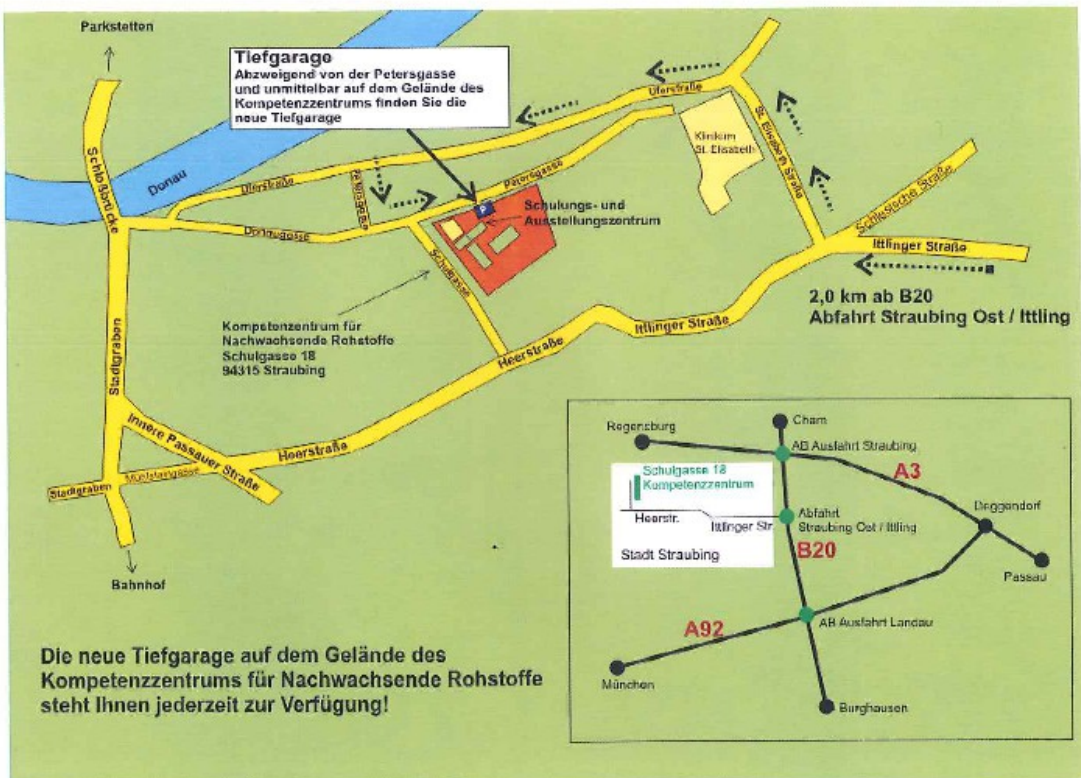 Parkstetten
Tiefgarage
Abzweigend von der Petersgasse
und unmittelbar auf dem Gelände des
Kompetenzzentrums finden Sie die
neue Tiefgarage
Uferstraße
Klinikum
St. Elisabeth
St. Elisabeth Straße
Schloßbrücke
Donau
Uferstraße
Petersgasse
Petersgasse
P
Schulungs- und
Ausstellungszentrum
Schlesische Straße
Donaugasse
Ittlinger Straße
Schulgasse
2,0 km ab B20
Abfahrt Straubing Ost / Ittling
Kompetenzentrum für
Nachwachsende Rohstoffe
Schulgasse 18
94315 Straubing
Ittlinger Straße
Heerstraße
Stadtgraben
Innere Passauer Straße
Heerstraße
Stadtgraben
Bahnhof
Cham
Regensburg
AB Ausfahrt Straubing
A3
Schulgasse 18
Kompetenzzentrum
Deggendorf
Heerstr.
Ittlinger Str.
Abfahrt
Straubing Ost / Ittling
B20
Stadt Straubing
Passau
A92
AB Ausfahrt Landau
München
Burghausen
Die neue Tiefgarage auf dem Gelände des
Kompetenzzentrums für Nachwachsende Rohstoffe
steht Ihnen jederzeit zur Verfügung!